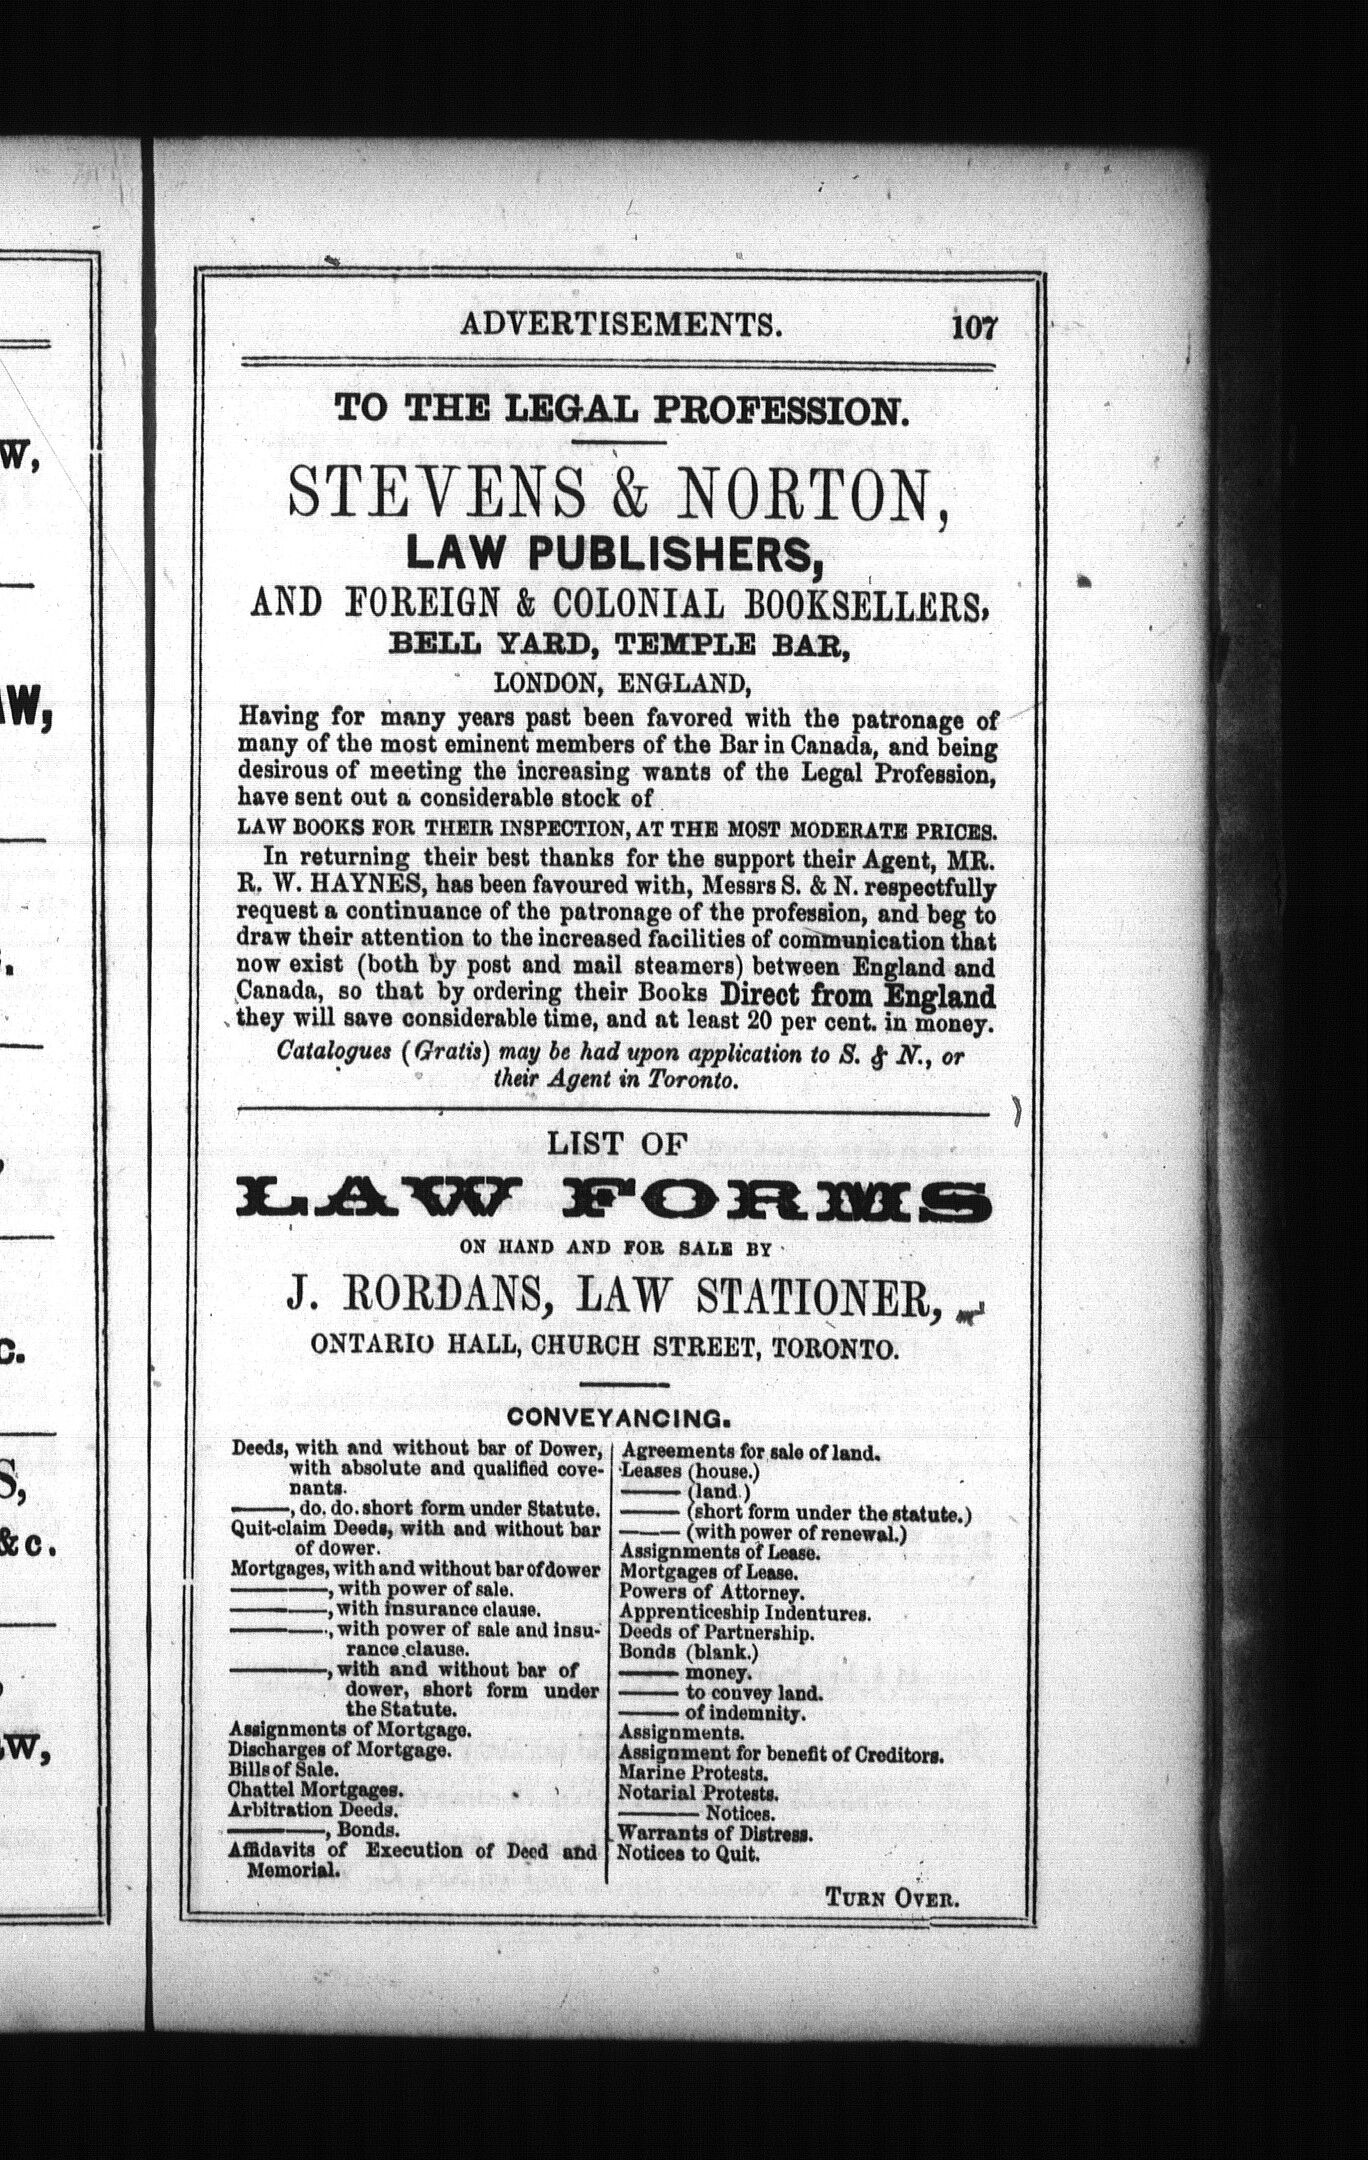 ADVERTISEMENTS. 107
TO THE LEGAL PROFESSION.
STEVENS & NORTON,
LAW PUBLISHERS,
AND FOREIGN & COLONIAL BOOKSELLERS,
BELL YARD, TEMPLE BAR,
LONDON, ENGLAND,
Having for many years past been favored with the patronage of
many of the most eminent members of the Bar in Canada, and being
desirous of meeting the increasing wants of the Legal Profession,
have sent out a considerable stock of
LAW BOOKS FOR THEIR INSPECTION, AT THE MOST MODERATE PRICES.
In returning their best thanks for the support their Agent, MR.
R. W. HAYNES, has been favoured with, Messrs S. & N. respectfully
request a continuance of the patronage of the profession, and beg to
draw their attention to the increased facilities of communication that
now exist (both by post and mail steamers) between England and
Canada, so that by ordering their Books Direct from England
they will save considerable time, and at least 20 per cent. in money.
Catalogues (Gratis) may be had upon application to S. & N., or
their Agent in Toronto.
LIST OF
LAW FORMS
ON HAND AND FOR SALE BY
J. RORDANS, LAW STATIONER,
ONTARIO HALL, CHURCH STREET, TORONTO.
CONVEYANCING.
Deeds, with and without bar of Dower,
with absolute and qualified cove-
nants.
———, do. do. short form under Statute.
Quit-claim Deeds, with and without bar
of dower.
Mortgages, with and without bar of dower
———, with power of sale.
———, with insurance clause.
———, with power of sale and insu-
rance clause.
———, with and without bar of
dower, short form under
the Statute.
Assignments of Mortgage.
Discharges of Mortgage.
Bills of Sale.
Chattel Mortgages.
Arbitration Deeds.
———, Bonds.
Affidavits of Execution of Deed and
Memorial.
Agreements for sale of land.
Leases (house.)
——— (land.)
——— (short form under the statute.)
——— (with power of renewal.)
Assignments of Lease.
Mortgages of Lease.
Powers of Attorney.
Apprenticeship Indentures.
Deeds of Partnership.
Bonds (blank.)
——— money.
——— to convey land.
——— of indemnity.
Assignments.
Assignment for benefit of Creditors.
Marine Protests.
Notarial Protests.
——— Notices.
Warrants of Distress.
Notices to Quit.
TURN OVER.